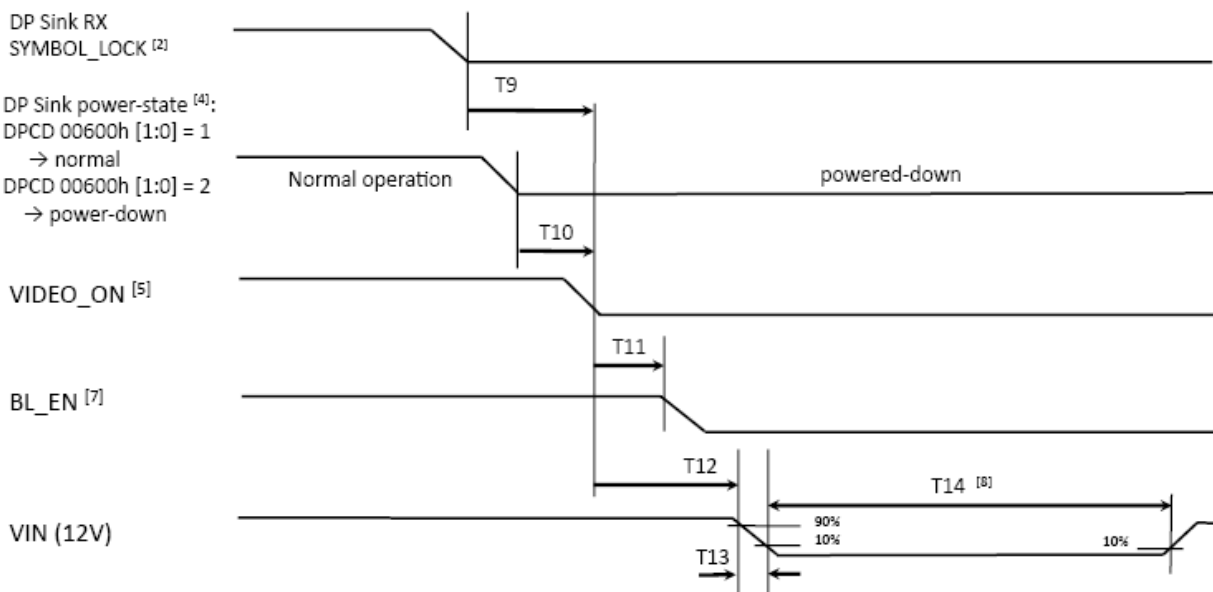 DP Sink RX
SYMBOL_LOCK [2]
T9
DP Sink power-state [4]:
DPCD 00600h [1:0] = 1
→ normal
DPCD 00600h [1:0] = 2
→ power-down
Normal operation
powered-down
T10
VIDEO_ON [5]
T11
BL_EN [7]
T12
T14 [8]
VIN (12V)
90%
10%
10%
T13